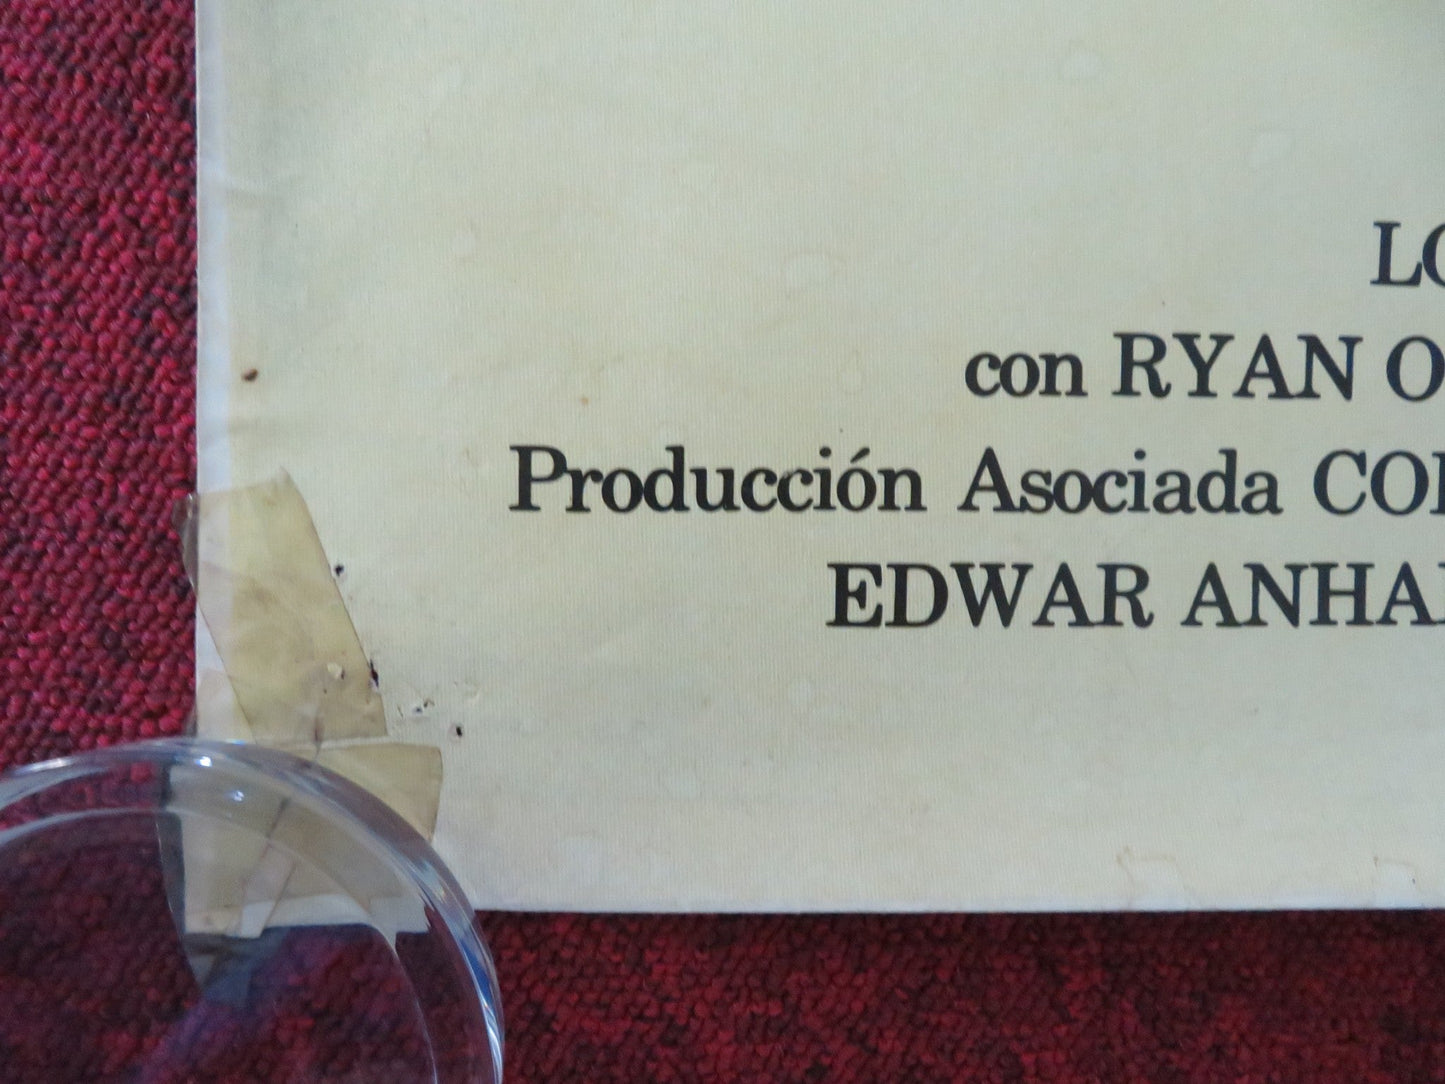 LO
con RYAN O
Producción Asociada CO
EDWAR ANHA